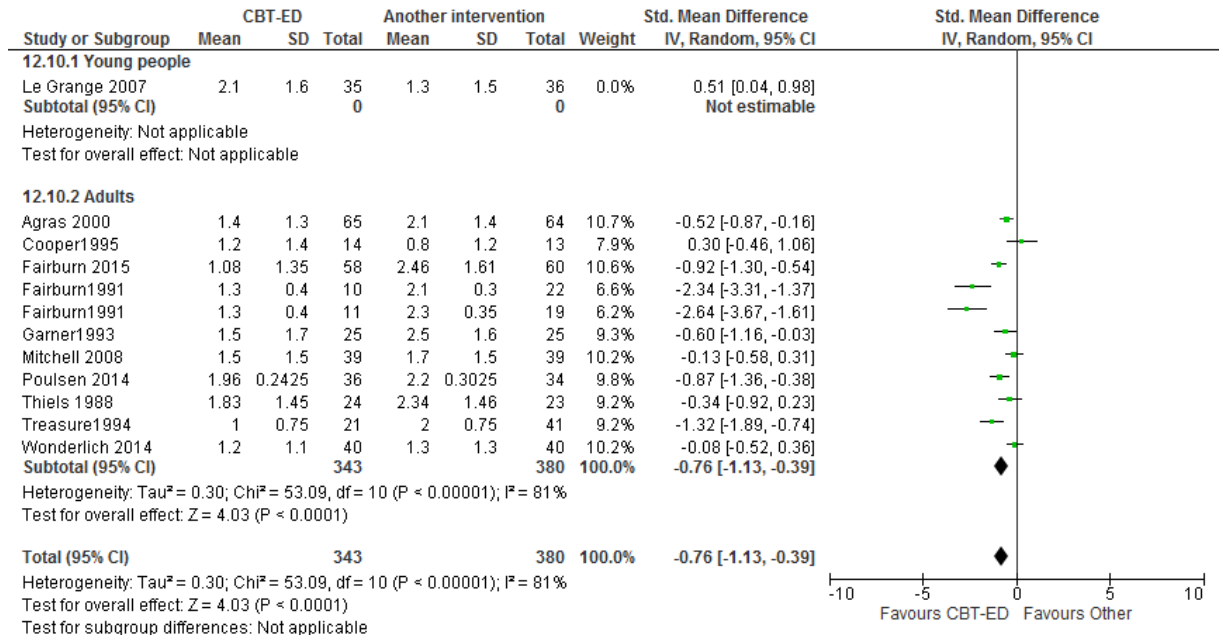 CBT-ED Another intervention Std. Mean Difference Std. Mean Difference
Study or Subgroup Mean SD Total Mean SD Total Weight IV, Random, 95% CI IV, Random, 95% CI
12.10.1 Young people
Le Grange 2007 2.1 1.6 35 1.3 1.5 36 0.0% 0.51 [0.04, 0.98]
Subtotal (95% CI) 0 0 Not estimable
Heterogeneity: Not applicable
Test for overall effect: Not applicable
12.10.2 Adults
Agras 2000 1.4 1.3 65 2.1 1.4 64 10.7% -0.52 [-0.87, -0.16]
Cooper1995 1.2 1.4 14 0.8 1.2 13 7.9% 0.30 [-0.46, 1.06]
Fairburn 2015 1.08 1.35 58 2.46 1.61 60 10.6% -0.92 [-1.30, -0.54]
Fairburn1991 1.3 0.4 10 2.1 0.3 22 6.6% -2.34 [-3.31, -1.37]
Fairburn1991 1.3 0.4 11 2.3 0.35 19 6.2% -2.64 [-3.67, -1.61]
Garner1993 1.5 1.7 25 2.5 1.6 25 9.3% -0.60 [-1.16, -0.03]
Mitchell 2008 1.5 1.5 39 1.7 1.5 39 10.2% -0.13 [-0.58, 0.31]
Poulsen 2014 1.96 0.2425 36 2.2 0.3025 34 9.8% -0.87 [-1.36, -0.38]
Thiels 1988 1.83 1.45 24 2.34 1.46 23 9.2% -0.34 [-0.92, 0.23]
Treasure1994 1 0.75 21 2 0.75 41 9.2% -1.32 [-1.89, -0.74]
Wonderlich 2014 1.2 1.1 40 1.3 1.3 40 10.2% -0.08 [-0.52, 0.36]
Subtotal (95% CI) 343 380 100.0% -0.76 [-1.13, -0.39]
Heterogeneity: Tau² = 0.30; Chi² = 53.09, df = 10 (P < 0.00001); I² = 81%
Test for overall effect: Z = 4.03 (P < 0.0001)
Total (95% CI) 343 380 100.0% -0.76 [-1.13, -0.39]
Heterogeneity: Tau² = 0.30; Chi² = 53.09, df = 10 (P < 0.00001); I² = 81%
Test for overall effect: Z = 4.03 (P < 0.0001)
Test for subgroup differences: Not applicable
-10 -5 0 5 10
Favours CBT-ED Favours Other